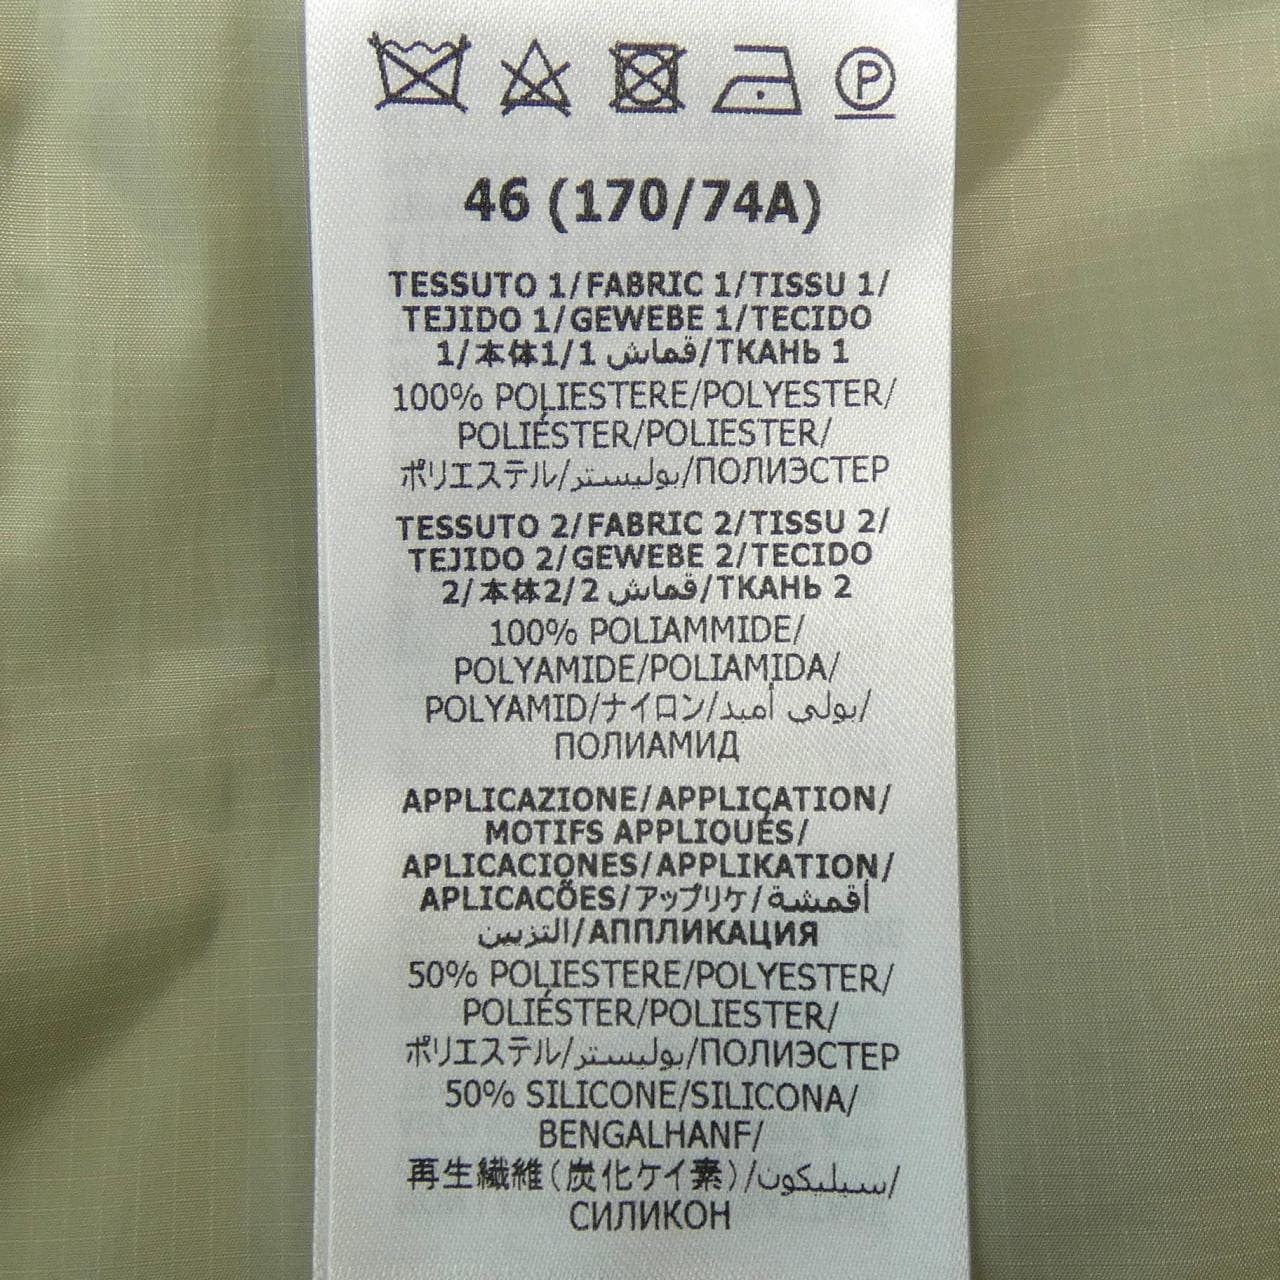 46 (170/74A)
TESSUTO 1/FABRIC 1/TISSU 1/
TEJIDO 1/GEWEBE 1/TECIDO
1/本体1/1 قماش/ТКАНЬ 1
100% POLIESTERE/POLYESTER/
POLIÉSTER/POLIESTER/
ポリエステル/بوليستر/ПОЛИЭСТЕР
TESSUTO 2/FABRIC 2/TISSU 2/
TEJIDO 2/GEWEBE 2/TECIDO
2/本体2/2 قماش/ТКАНЬ 2
100% POLIAMMIDE/
POLYAMIDE/POLIAMIDA/
POLYAMID/ナイロン/بولي أميد/
ПОЛИАМИД
APPLICAZIONE/APPLICATION/
MOTIFS APPLIQUÉS/
APLICACIONES/APPLIKATION/
APLICACÕES/アップリケ/أقمشة
التزيين/АППЛИКАЦИЯ
50% POLIESTERE/POLYESTER/
POLIÉSTER/POLIESTER/
ポリエステル/بوليستر/ПОЛИЭСТЕР
50% SILICONE/SILICONA/
BENGALHANF/
再生繊維(炭化ケイ素)/سيليكون/
СИЛИКОН